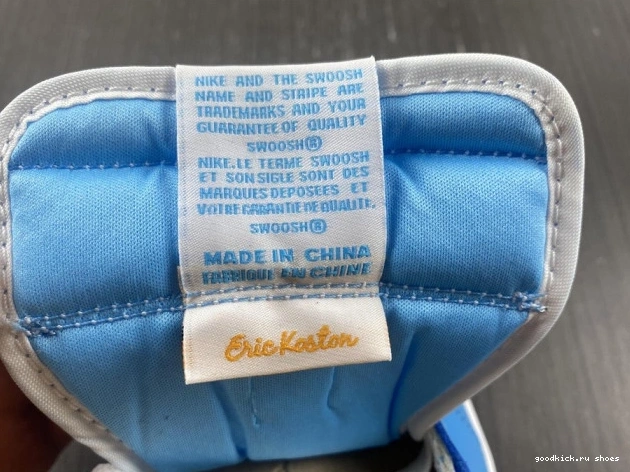 NIKE AND THE SWOOSH
NAME AND STRIPE ARE
TRADEMARKS AND YOUR
GUARANTEE OF QUALITY
SWOOSH®
NIKE.LE TERME SWOOSH
ET SON SIGLE SONT DES
MARQUES DEPOSEES ET
VOTRE GARANTIE DE QUALITE.
SWOOSH®
MADE IN CHINA
FABRIQUE EN CHINE
Eric Koston
goodkick.ru shoes